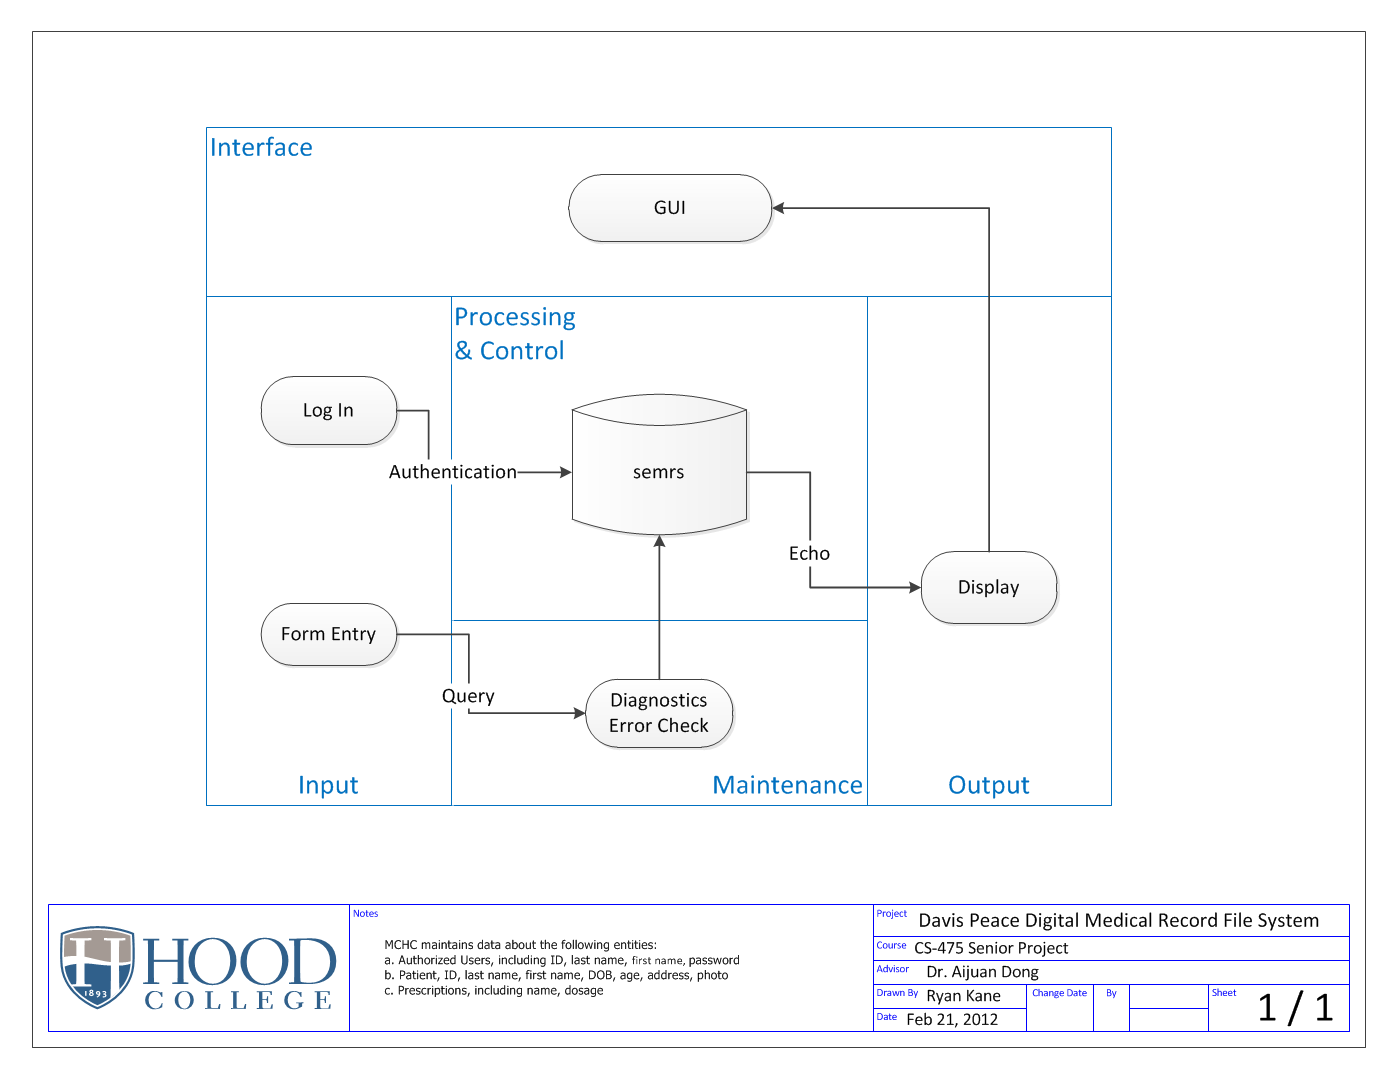 Interface
GUI
Processing
& Control
Log In
Authentication
semrs
Echo
Display
Form Entry
Query
Diagnostics
Error Check
Input
Maintenance
Output
HOOD
COLLEGE
1893
Notes
MCHC maintains data about the following entities:
a. Authorized Users, including ID, last name, first name, password
b. Patient, ID, last name, first name, DOB, age, address, photo
c. Prescriptions, including name, dosage
Project Davis Peace Digital Medical Record File System
Course CS-475 Senior Project
Advisor Dr. Aijuan Dong
Drawn By Ryan Kane
Change Date
By
Sheet 1 / 1
Date Feb 21, 2012